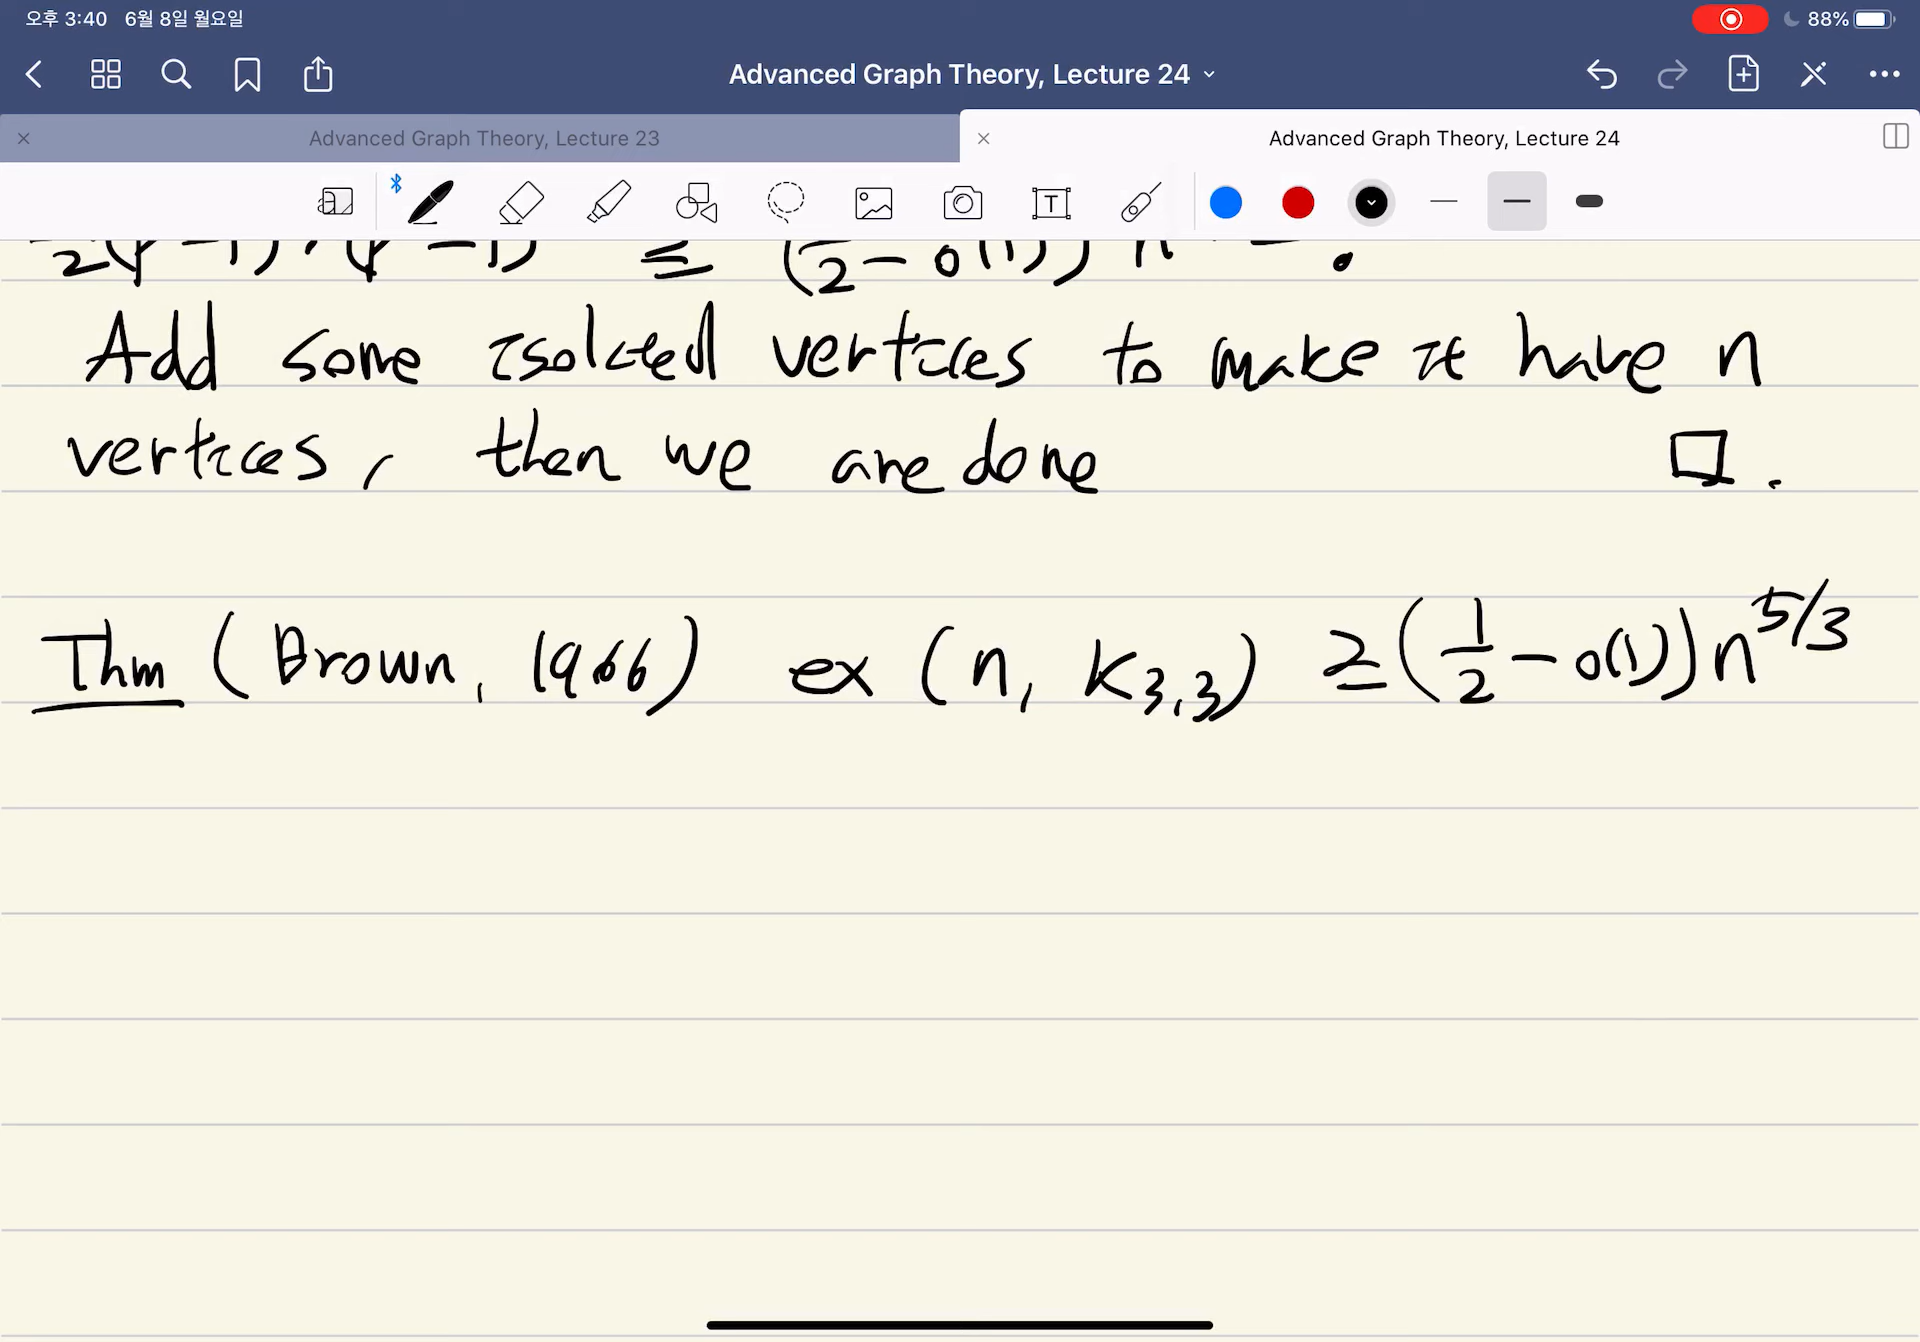 오후 3:40 6월 8일 월요일
88%
Advanced Graph Theory, Lecture 24
Advanced Graph Theory, Lecture 23
Advanced Graph Theory, Lecture 24
Add some isolated vertices to make it have n
vertices, then we are done □.
Thm (Brown, 1966) ex (n, K_{3,3}) ≥ (1/2 - o(1)) n^{5/3}